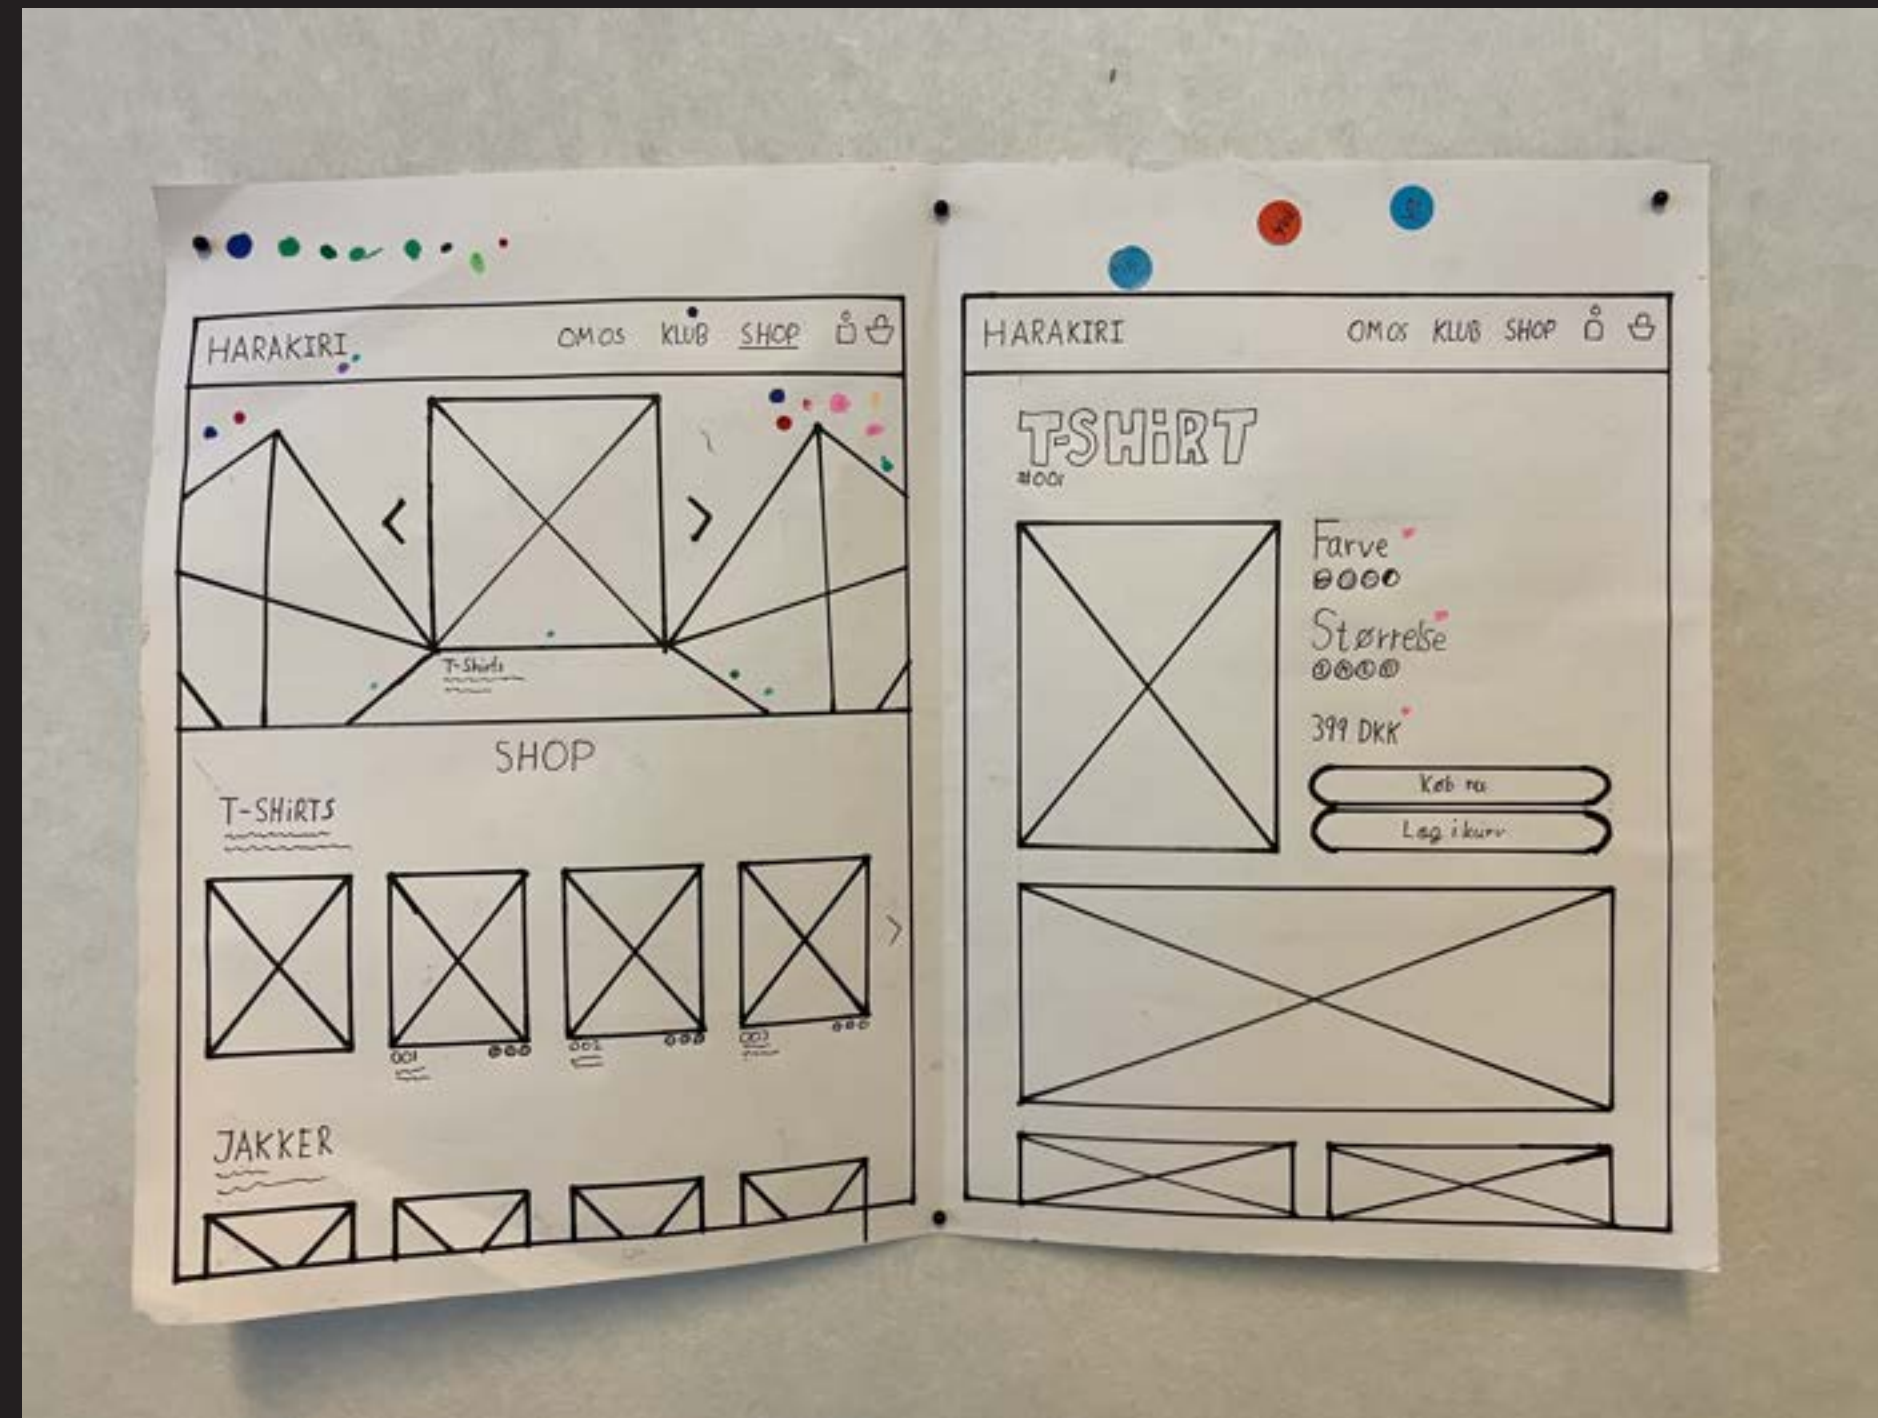 HARAKIRI
OM OS KLUB SHOP
T-Shirts
SHOP
T-SHiRTS
001
002
003
JAKKER
HARAKIRI
OM OS KLUB SHOP
T-SHiRT
#001
Farve
Størrelse
399 DKK
Køb nu
Læg i kurv